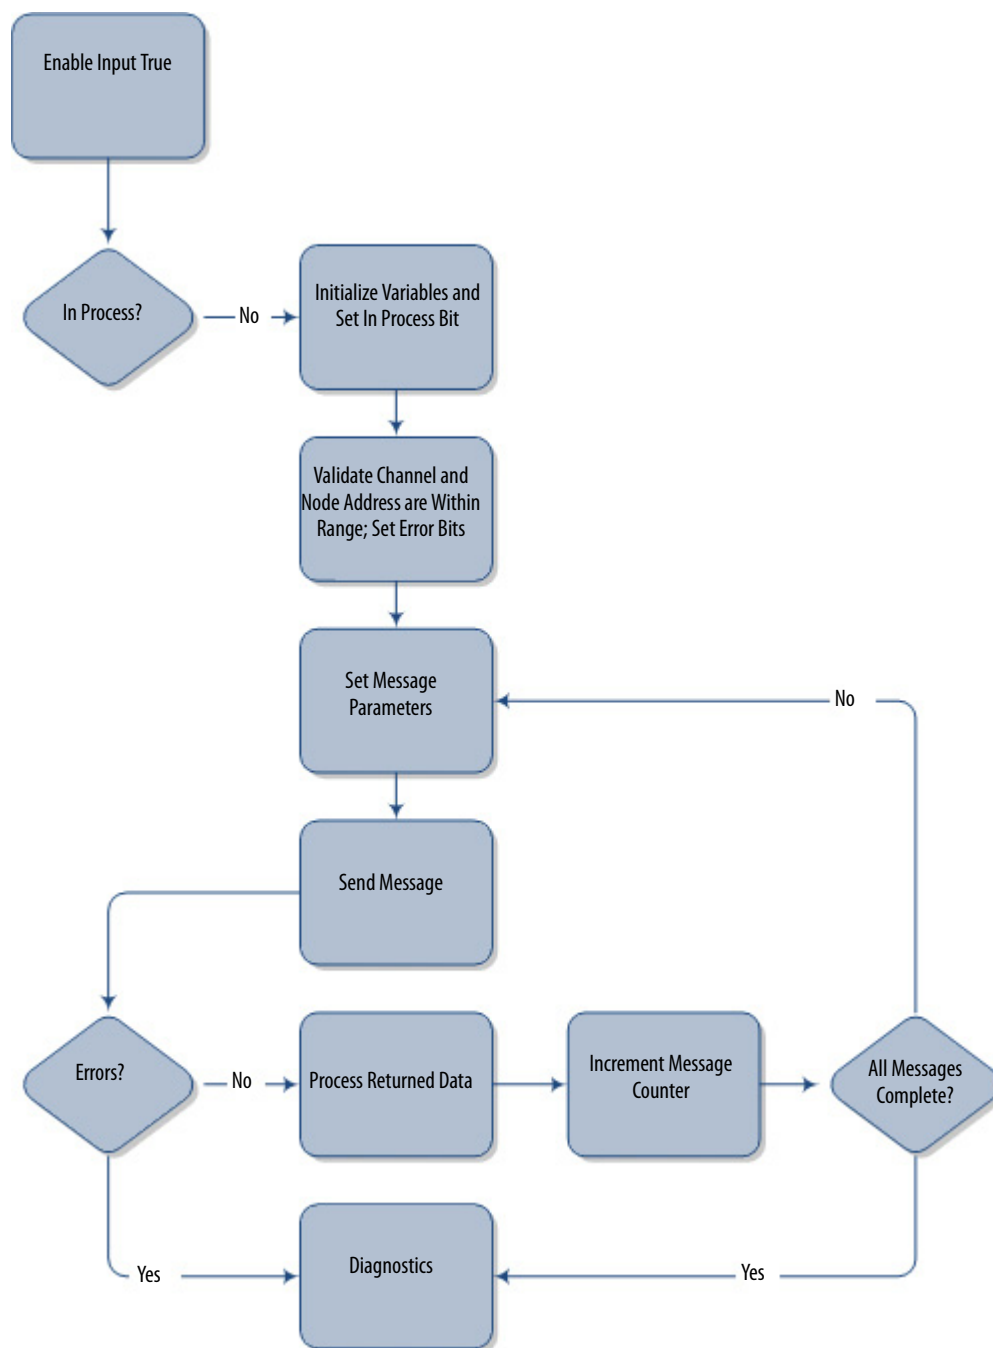 Enable Input True
In Process?
No
Initialize Variables and
Set In Process Bit
Validate Channel and
Node Address are Within
Range; Set Error Bits
Set Message
Parameters
No
Send Message
Errors?
No
Process Returned Data
Increment Message
Counter
All Messages
Complete?
Yes
Diagnostics
Yes